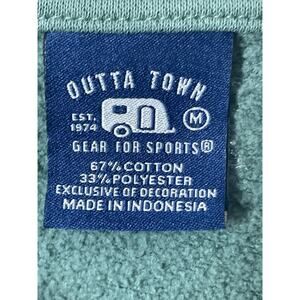 OUTTA TOWN
EST.
1974
M
GEAR FOR SPORTS®
67% COTTON
33% POLYESTER
EXCLUSIVE OF DECORATION
MADE IN INDONESIA